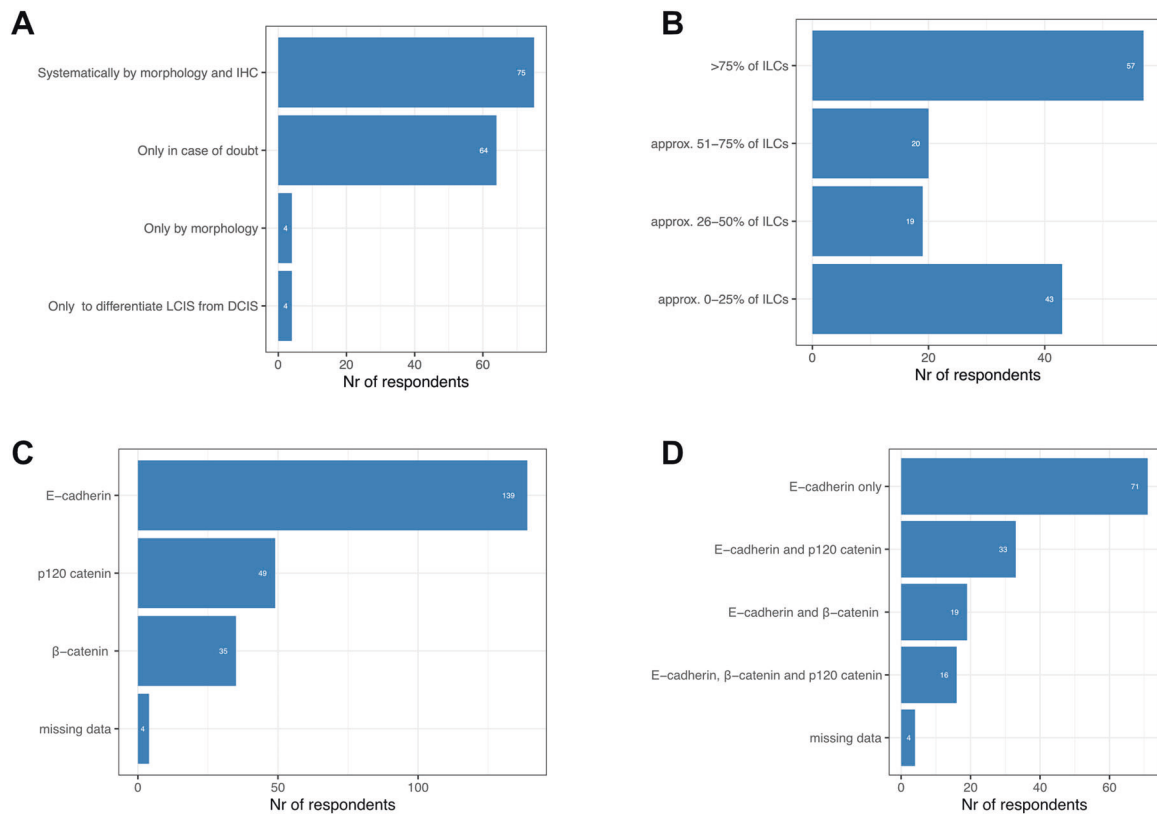 A
Systematically by morphology and IHC
75
Only in case of doubt
64
Only by morphology
4
Only  to differentiate LCIS from DCIS
4
0 20 40 60
Nr of respondents
B
>75% of ILCs
57
approx. 51−75% of ILCs
20
approx. 26−50% of ILCs
19
approx. 0−25% of ILCs
43
0 20 40
Nr of respondents
C
E−cadherin
139
p120 catenin
49
β−catenin
35
missing data
4
0 50 100
Nr of respondents
D
E−cadherin only
71
E−cadherin and p120 catenin
33
E−cadherin and β−catenin
19
E−cadherin, β−catenin and p120 catenin
16
missing data
4
0 20 40 60
Nr of respondents